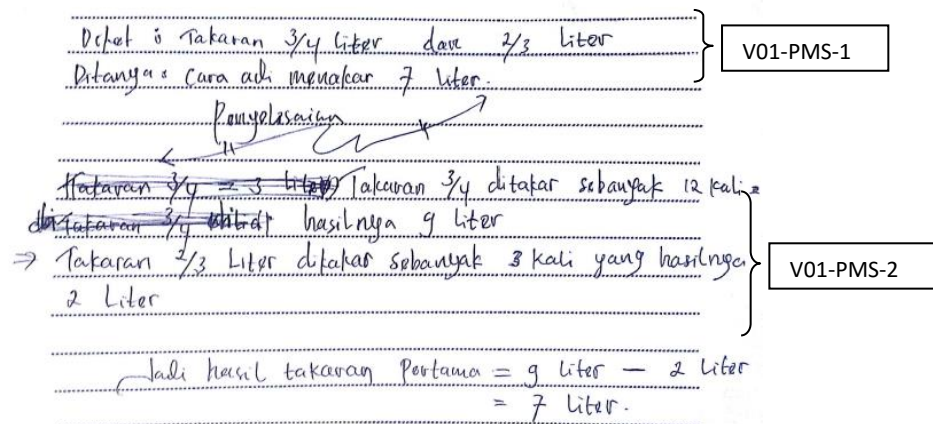 Diket : Takaran 3/4 liter dan 2/3 liter
V01-PMS-1
Ditanya : Cara adi menakar 7 liter.
Penyelesaian
Takaran 3/4 = 3 liter Takaran 3/4 ditakar sebanyak 12 kali =
Takaran 3/4 hasilnya 9 liter
⇒ Takaran 2/3 Liter ditakar sebanyak 3 kali yang hasilnya
V01-PMS-2
2 Liter
Jadi hasil takaran Pertama = 9 liter - 2 Liter
= 7 Liter.